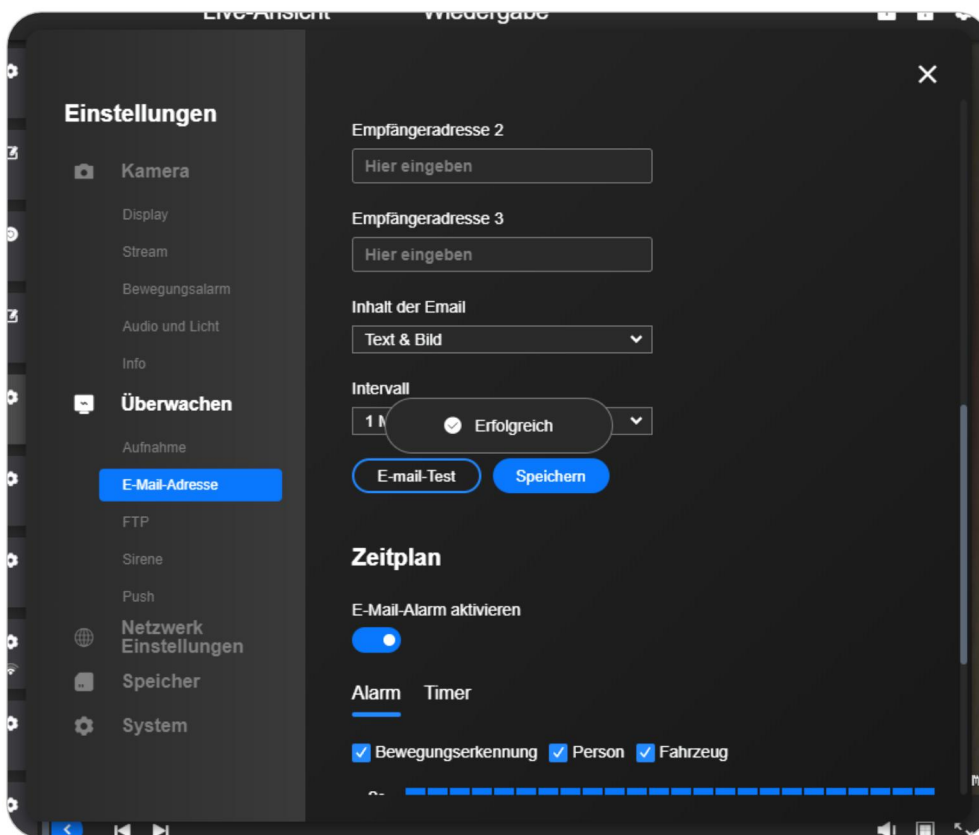 Live-Ansicht
Wiedergabe
Einstellungen
Kamera
Display
Stream
Bewegungsalarm
Audio und Licht
Info
Überwachen
Aufnahme
E-Mail-Adresse
FTP
Sirene
Push
Netzwerk
Einstellungen
Speicher
System
Empfängeradresse 2
Hier eingeben
Empfängeradresse 3
Hier eingeben
Inhalt der Email
Text & Bild
Intervall
1
Erfolgreich
E-mail-Test
Speichern
Zeitplan
E-Mail-Alarm aktivieren
Alarm Timer
Bewegungserkennung Person Fahrzeug